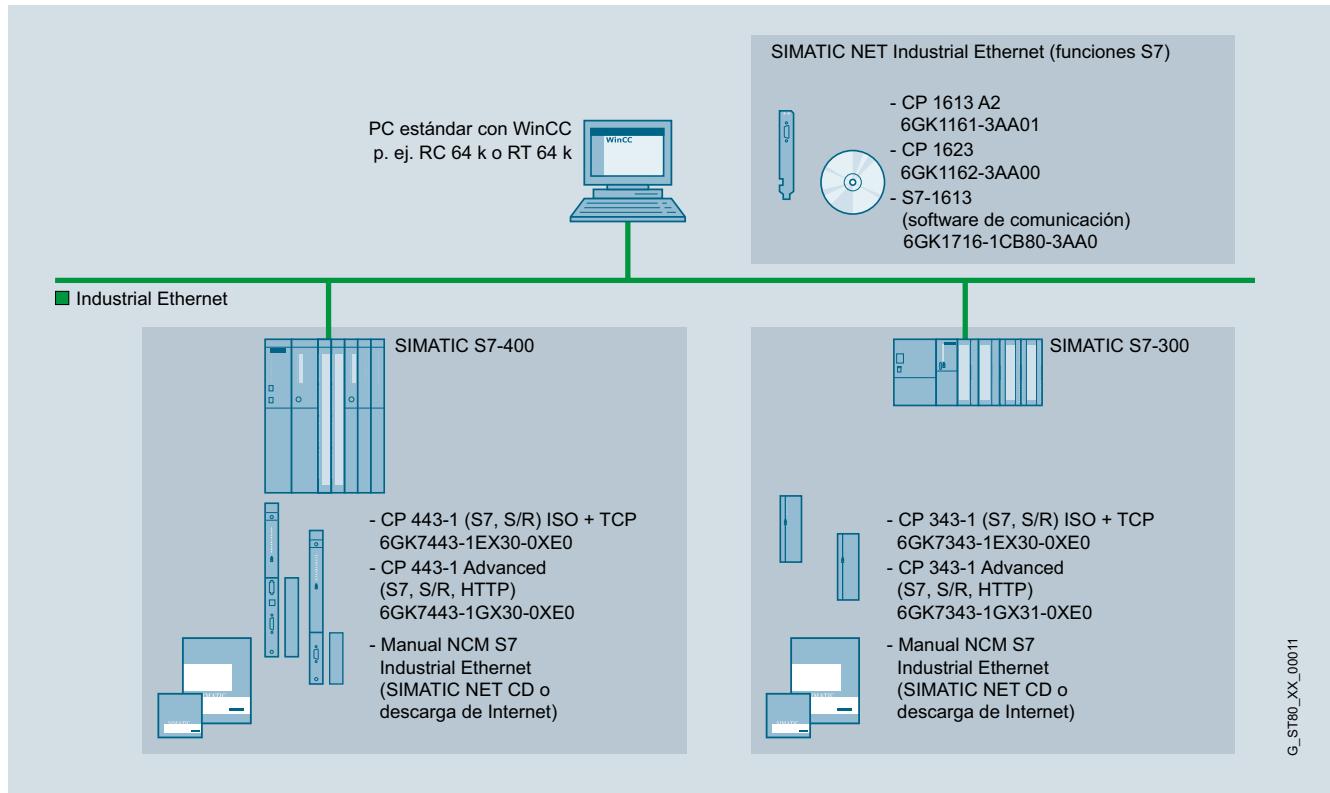 SIMATIC NET Industrial Ethernet (funciones S7)
- CP 1613 A2
6GK1161-3AA01
- CP 1623
6GK1162-3AA00
- S7-1613
(software de comunicación)
6GK1716-1CB80-3AA0
PC estándar con WinCC
p. ej. RC 64 k o RT 64 k
WinCC
Industrial Ethernet
SIMATIC S7-400
- CP 443-1 (S7, S/R) ISO + TCP
6GK7443-1EX30-0XE0
- CP 443-1 Advanced
(S7, S/R, HTTP)
6GK7443-1GX30-0XE0
- Manual NCM S7
Industrial Ethernet
(SIMATIC NET CD o
descarga de Internet)
SIMATIC
SIMATIC
SIMATIC S7-300
- CP 343-1 (S7, S/R) ISO + TCP
6GK7343-1EX30-0XE0
- CP 343-1 Advanced
(S7, S/R, HTTP)
6GK7343-1GX31-0XE0
- Manual NCM S7
Industrial Ethernet
(SIMATIC NET CD o
descarga de Internet)
SIMATIC
SIMATIC
G_ST80_XX_00011